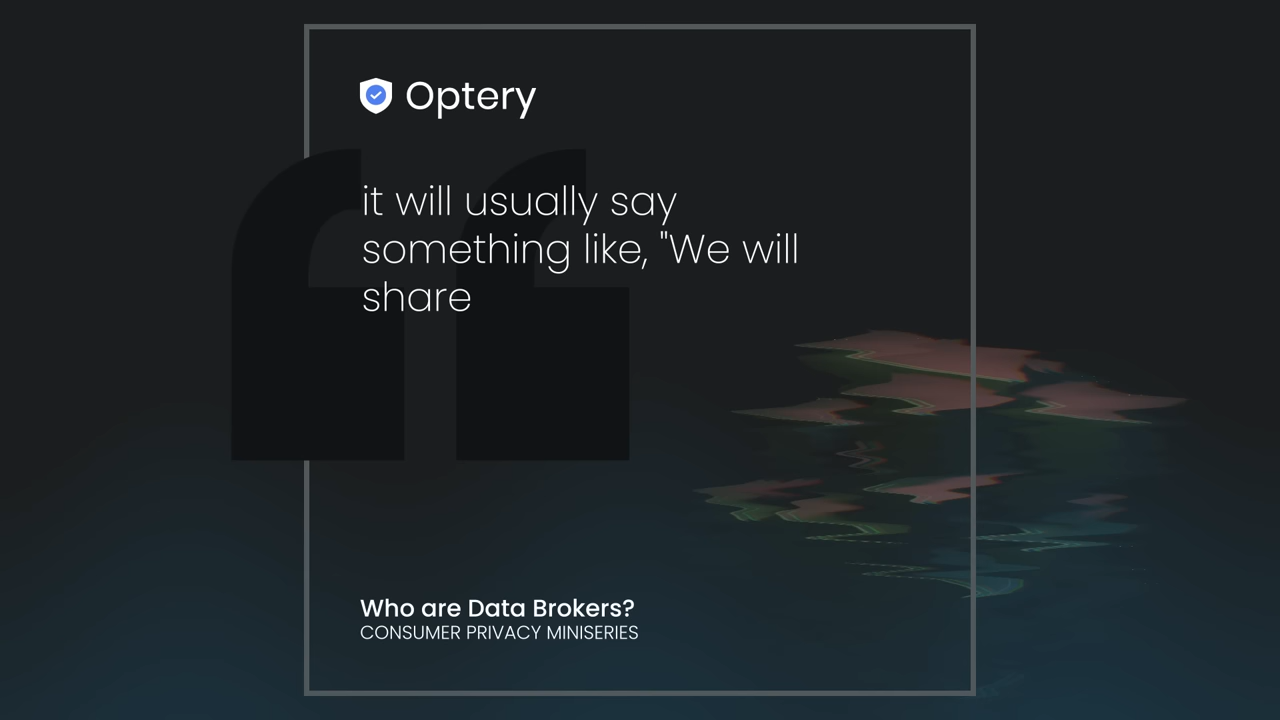 Optery
it will usually say
something like, "We will
share
Who are Data Brokers?
CONSUMER PRIVACY MINISERIES